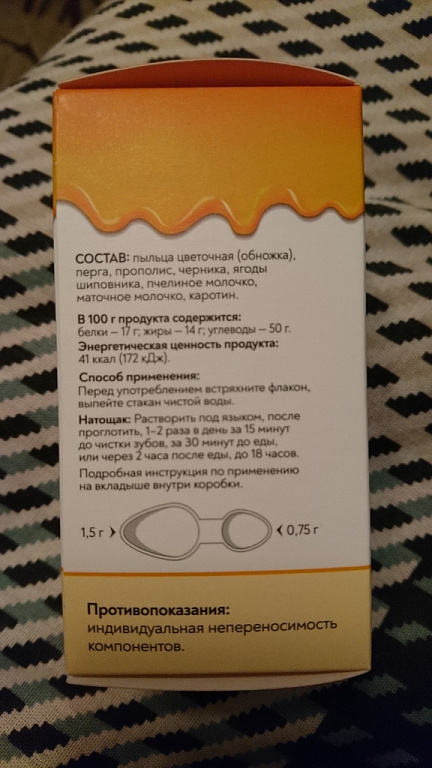 СОСТАВ: пыльца цветочная (обножка),
перга, прополис, черника, ягоды
шиповника, пчелиное молочко,
маточное молочко, каротин.
В 100 г продукта содержится:
белки – 17 г; жиры – 14 г; углеводы – 50 г.
Энергетическая ценность продукта:
41 ккал (172 кДж).
Способ применения:
Перед употреблением встряхните флакон,
выпейте стакан чистой воды.
Натощак: Растворить под языком, после
проглотить, 1–2 раза в день за 15 минут
до чистки зубов, за 30 минут до еды,
или через 2 часа после еды, до 18 часов.
Подробная инструкция по применению
на вкладыше внутри коробки.
1,5 г 0,75 г
Противопоказания:
индивидуальная непереносимость
компонентов.